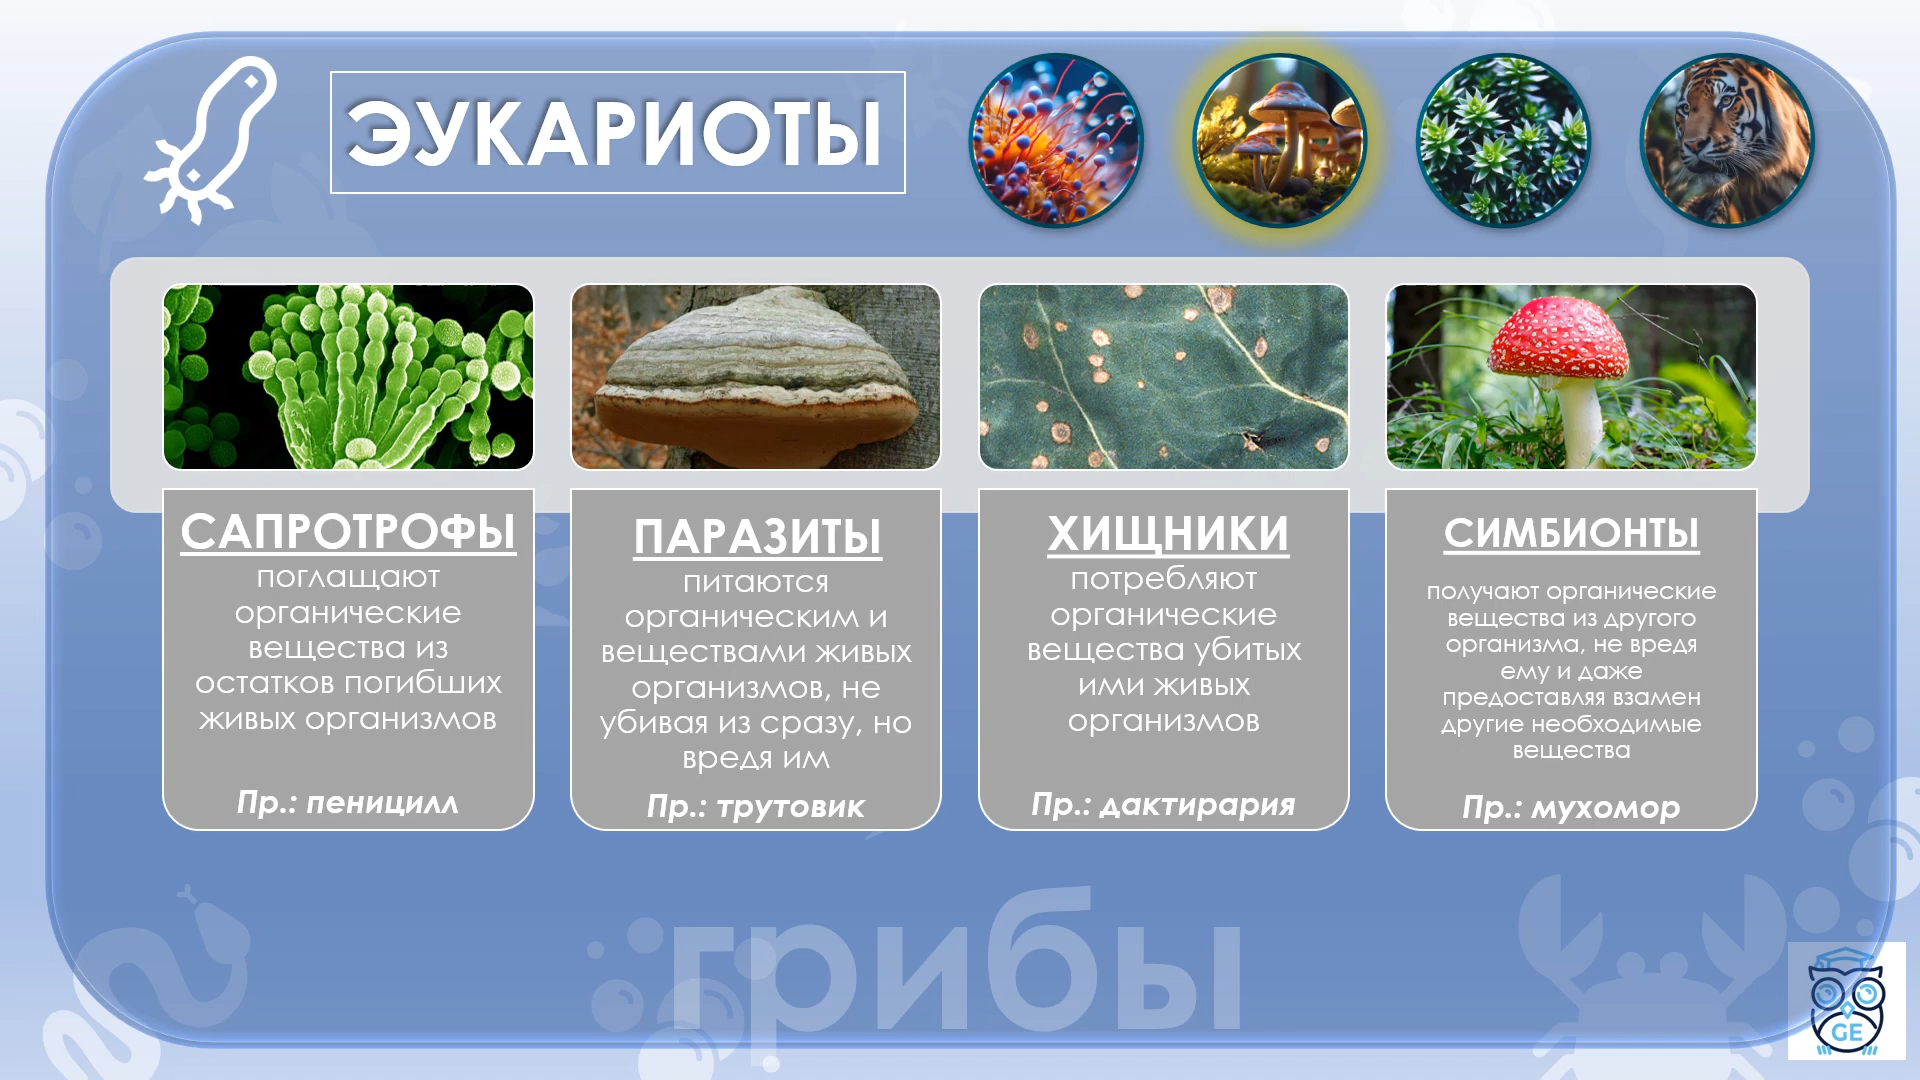 ЭУКАРИОТЫ
САПРОТРОФЫ
поглащают
органические
вещества из
остатков погибших
живых организмов
Пр.: пеницилл
ПАРАЗИТЫ
питаются
органическим и
веществами живых
организмов, не
убивая из сразу, но
вредя им
Пр.: трутовик
ХИЩНИКИ
потребляют
органические
вещества убитых
ими живых
организмов
Пр.: дактирария
СИМБИОНТЫ
получают органические
вещества из другого
организма, не вредя
ему и даже
предоставляя взамен
другие необходимые
вещества
Пр.: мухомор
грибы
GE